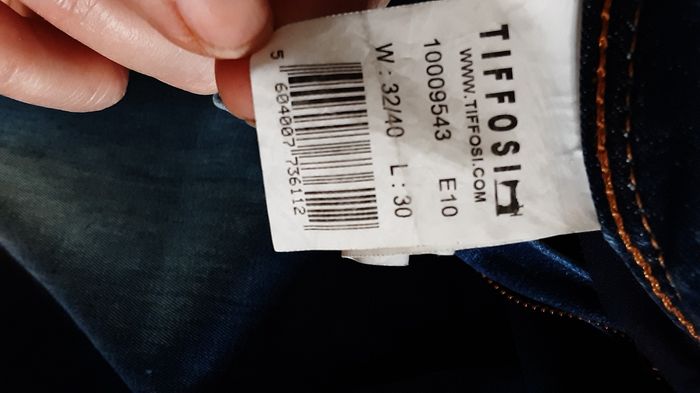 TIFFOSI
WWW.TIFFOSI.COM
10009543 E10
W : 32/40 L : 30
5 604007 736112